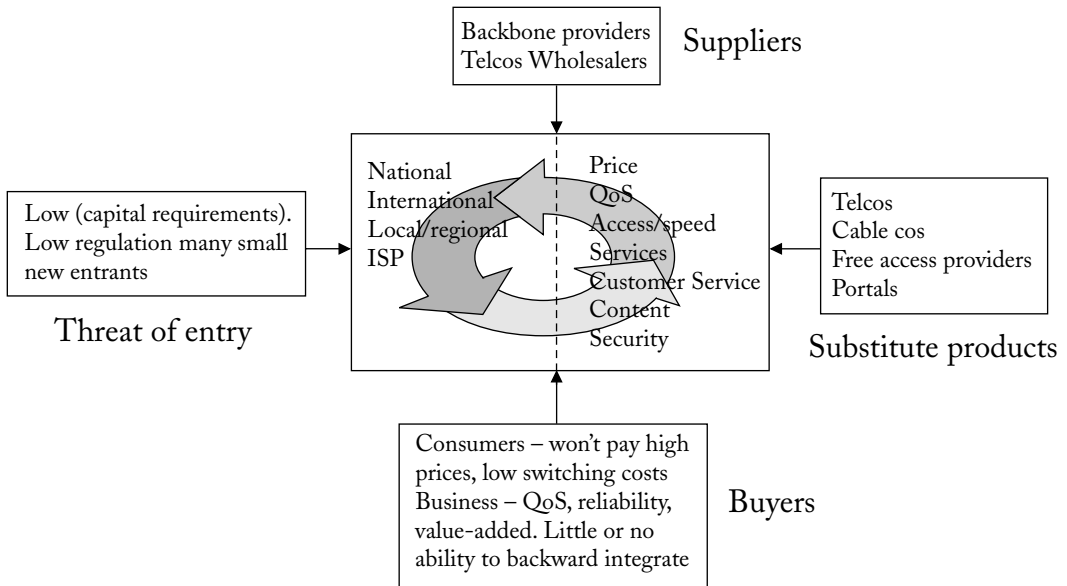 Backbone providers
Telcos Wholesalers
Suppliers
National
International
Local/regional
ISP
Price
QoS
Access/speed
Services
Customer Service
Content
Security
Low (capital requirements).
Low regulation many small
new entrants
Threat of entry
Telcos
Cable cos
Free access providers
Portals
Substitute products
Consumers – won't pay high
prices, low switching costs
Business – QoS, reliability,
value-added. Little or no
ability to backward integrate
Buyers